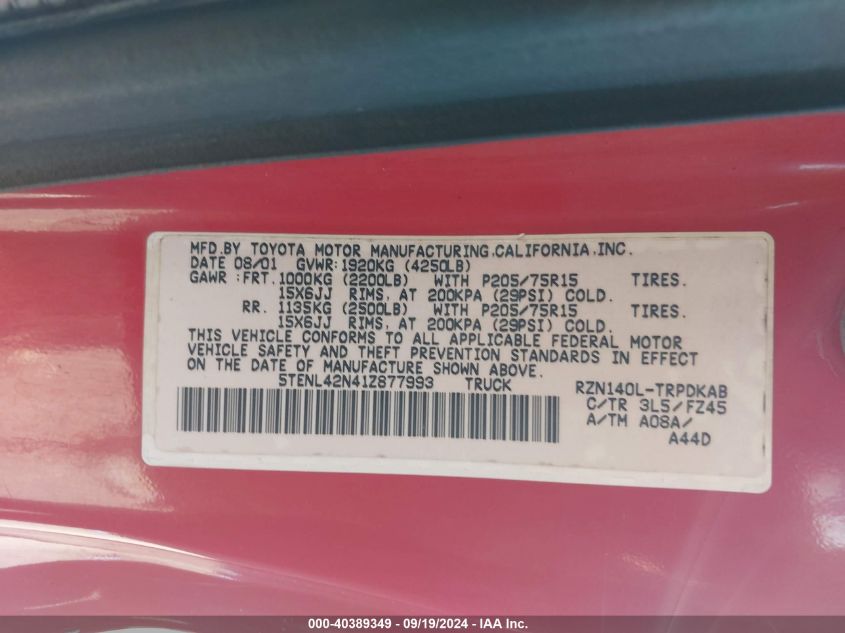 MFD.BY TOYOTA MOTOR MANUFACTURING.CALIFORNIA.INC.
DATE 08/01 GVWR:1920KG (4250LB)
GAWR:FRT.1000KG (2200LB) WITH P205/75R15 TIRES.
15X6JJ RIMS, AT 200KPA (29PSI) COLD.
RR. 1135KG (2500LB) WITH P205/75R15 TIRES.
15X6JJ RIMS, AT 200KPA (29PSI) COLD.
THIS VEHICLE CONFORMS TO ALL APPLICABLE FEDERAL MOTOR
VEHICLE SAFETY AND THEFT PREVENTION STANDARDS IN EFFECT
ON THE DATE OF MANUFACTURE SHOWN ABOVE.
5TENL42N41Z877993 TRUCK RZN140L-TRPDKAB
C/TR 3L5/FZ45
A/TM A08A/
A44D
000-40389349 - 09/19/2024 - IAA Inc.